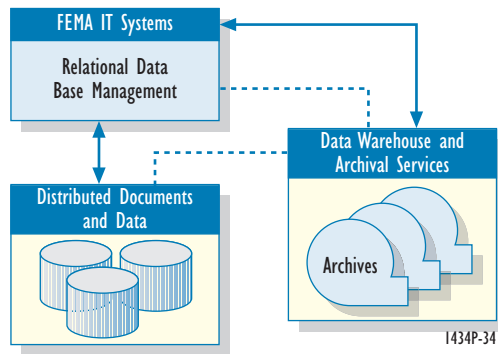 FEMA IT Systems
Relational Data
Base Management
Data Warehouse and
Archival Services
Distributed Documents
and Data
Archives
1434P-34